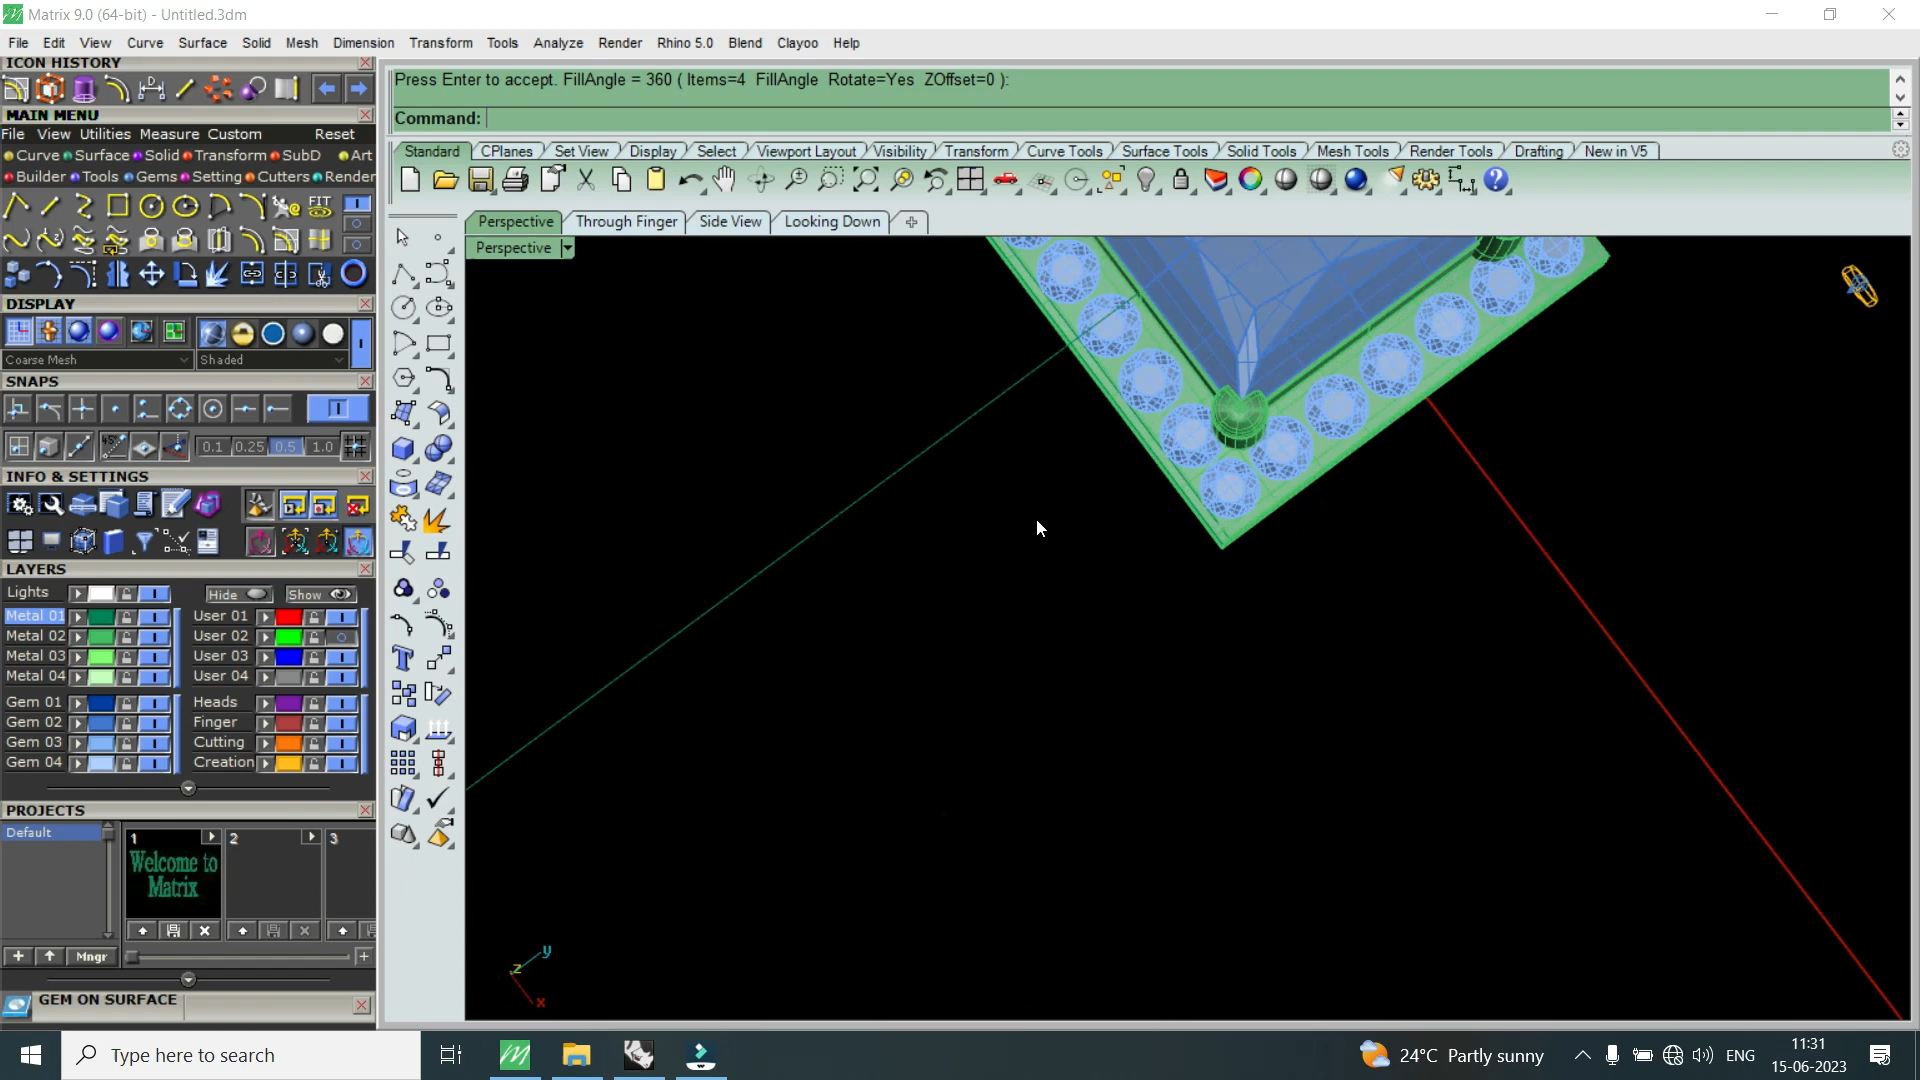 Matrix 9.0 (64-bit) - Untitled.3dm
File Edit View Curve Surface Solid Mesh Dimension Transform Tools Analyze Render Rhino 5.0 Blend Clayoo Help
ICON HISTORY
Press Enter to accept. FillAngle = 360 ( Items=4 FillAngle Rotate=Yes ZOffset=0 ):
Command:
MAIN MENU
File View Utilities Measure Custom Reset
Curve Surface Solid Transform SubD Art
Builder Tools Gems Setting Cutters Render
FIT
Standard CPlanes Set View Display Select Viewport Layout Visibility Transform Curve Tools Surface Tools Solid Tools Mesh Tools Render Tools Drafting New in V5
Perspective Through Finger Side View Looking Down
Perspective
DISPLAY
Coarse Mesh Shaded
SNAPS
0.1 0.25 0.5 1.0
INFO & SETTINGS
LAYERS
Lights Hide Show
Metal 01 User 01
Metal 02 User 02
Metal 03 User 03
Metal 04 User 04
Gem 01 Heads
Gem 02 Finger
Gem 03 Cutting
Gem 04 Creation
PROJECTS
Default
1 2 3
Welcome to
Matrix
Mngr
GEM ON SURFACE
y
z
x
Type here to search
24°C Partly sunny
ENG
11:31
15-06-2023